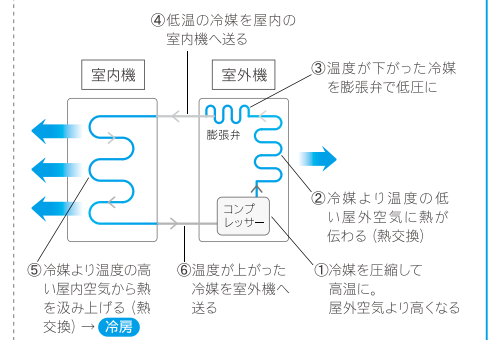 ④低温の冷媒を屋内の
室内機へ送る
室内機
室外機
③温度が下がった冷媒
を膨張弁で低圧に
膨張弁
②冷媒より温度の低
い屋外空気に熱が
伝わる（熱交換）
コンプ
レッサー
⑤冷媒より温度の高
い屋内空気から熱
を汲み上げる（熱
交換）→ 冷房
⑥温度が上がった
冷媒を室外機へ
送る
①冷媒を圧縮して
高温に。
屋外空気より高くなる